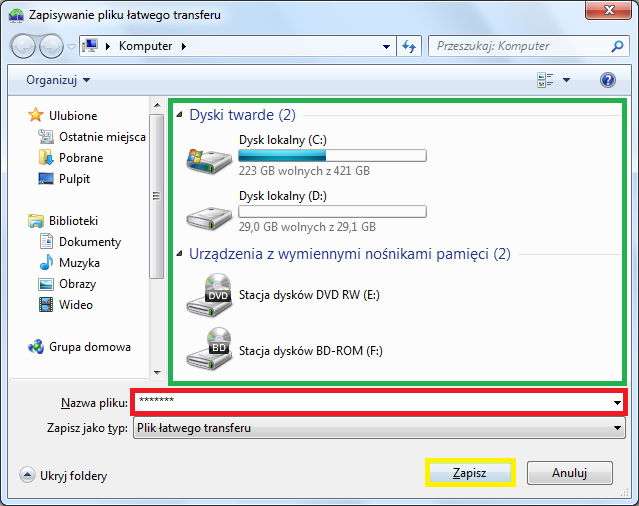 Zapisywanie pliku łatwego transferu
Komputer
Przeszukaj: Komputer
Organizuj
Ulubione
Ostatnie miejsca
Pobrane
Pulpit
Biblioteki
Dokumenty
Muzyka
Obrazy
Wideo
Grupa domowa
Dyski twarde (2)
Dysk lokalny (C:)
223 GB wolnych z 421 GB
Dysk lokalny (D:)
29,0 GB wolnych z 29,1 GB
Urządzenia z wymiennymi nośnikami pamięci (2)
DVD
Stacja dysków DVD RW (E:)
BD
Stacja dysków BD-ROM (F:)
Nazwa pliku: *******
Zapisz jako typ: Plik łatwego transferu
Ukryj foldery
Zapisz
Anuluj